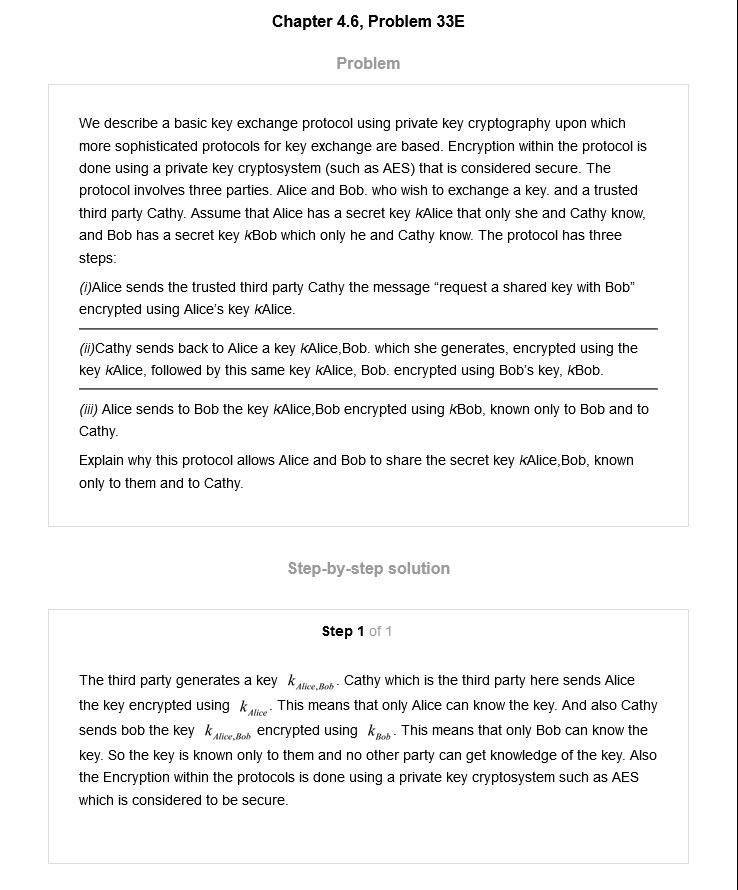 Chapter 4.6, Problem 33E
Problem
We describe a basic key exchange protocol using private key cryptography upon which
more sophisticated protocols for key exchange are based. Encryption within the protocol is
done using a private key cryptosystem (such as AES) that is considered secure. The
protocol involves three parties. Alice and Bob. who wish to exchange a key. and a trusted
third party Cathy. Assume that Alice has a secret key kAlice that only she and Cathy know,
and Bob has a secret key kBob which only he and Cathy know. The protocol has three
steps:
(i)Alice sends the trusted third party Cathy the message “request a shared key with Bob”
encrypted using Alice’s key kAlice.
(ii)Cathy sends back to Alice a key kAlice,Bob. which she generates, encrypted using the
key kAlice, followed by this same key kAlice, Bob. encrypted using Bob’s key, kBob.
(iii) Alice sends to Bob the key kAlice,Bob encrypted using kBob, known only to Bob and to
Cathy.
Explain why this protocol allows Alice and Bob to share the secret key kAlice,Bob, known
only to them and to Cathy.
Step-by-step solution
Step 1 of 1
The third party generates a key k Alice,Bob . Cathy which is the third party here sends Alice
the key encrypted using k Alice . This means that only Alice can know the key. And also Cathy
sends bob the key k Alice,Bob encrypted using k Bob . This means that only Bob can know the
key. So the key is known only to them and no other party can get knowledge of the key. Also
the Encryption within the protocols is done using a private key cryptosystem such as AES
which is considered to be secure.